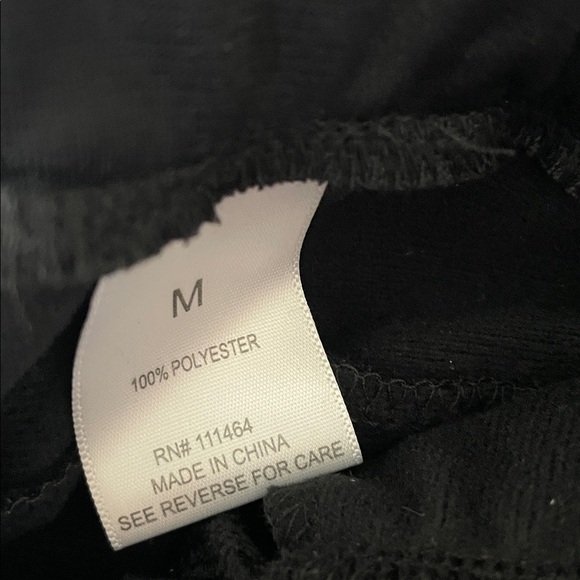 M
100% POLYESTER
RN# 111464
MADE IN CHINA
SEE REVERSE FOR CARE